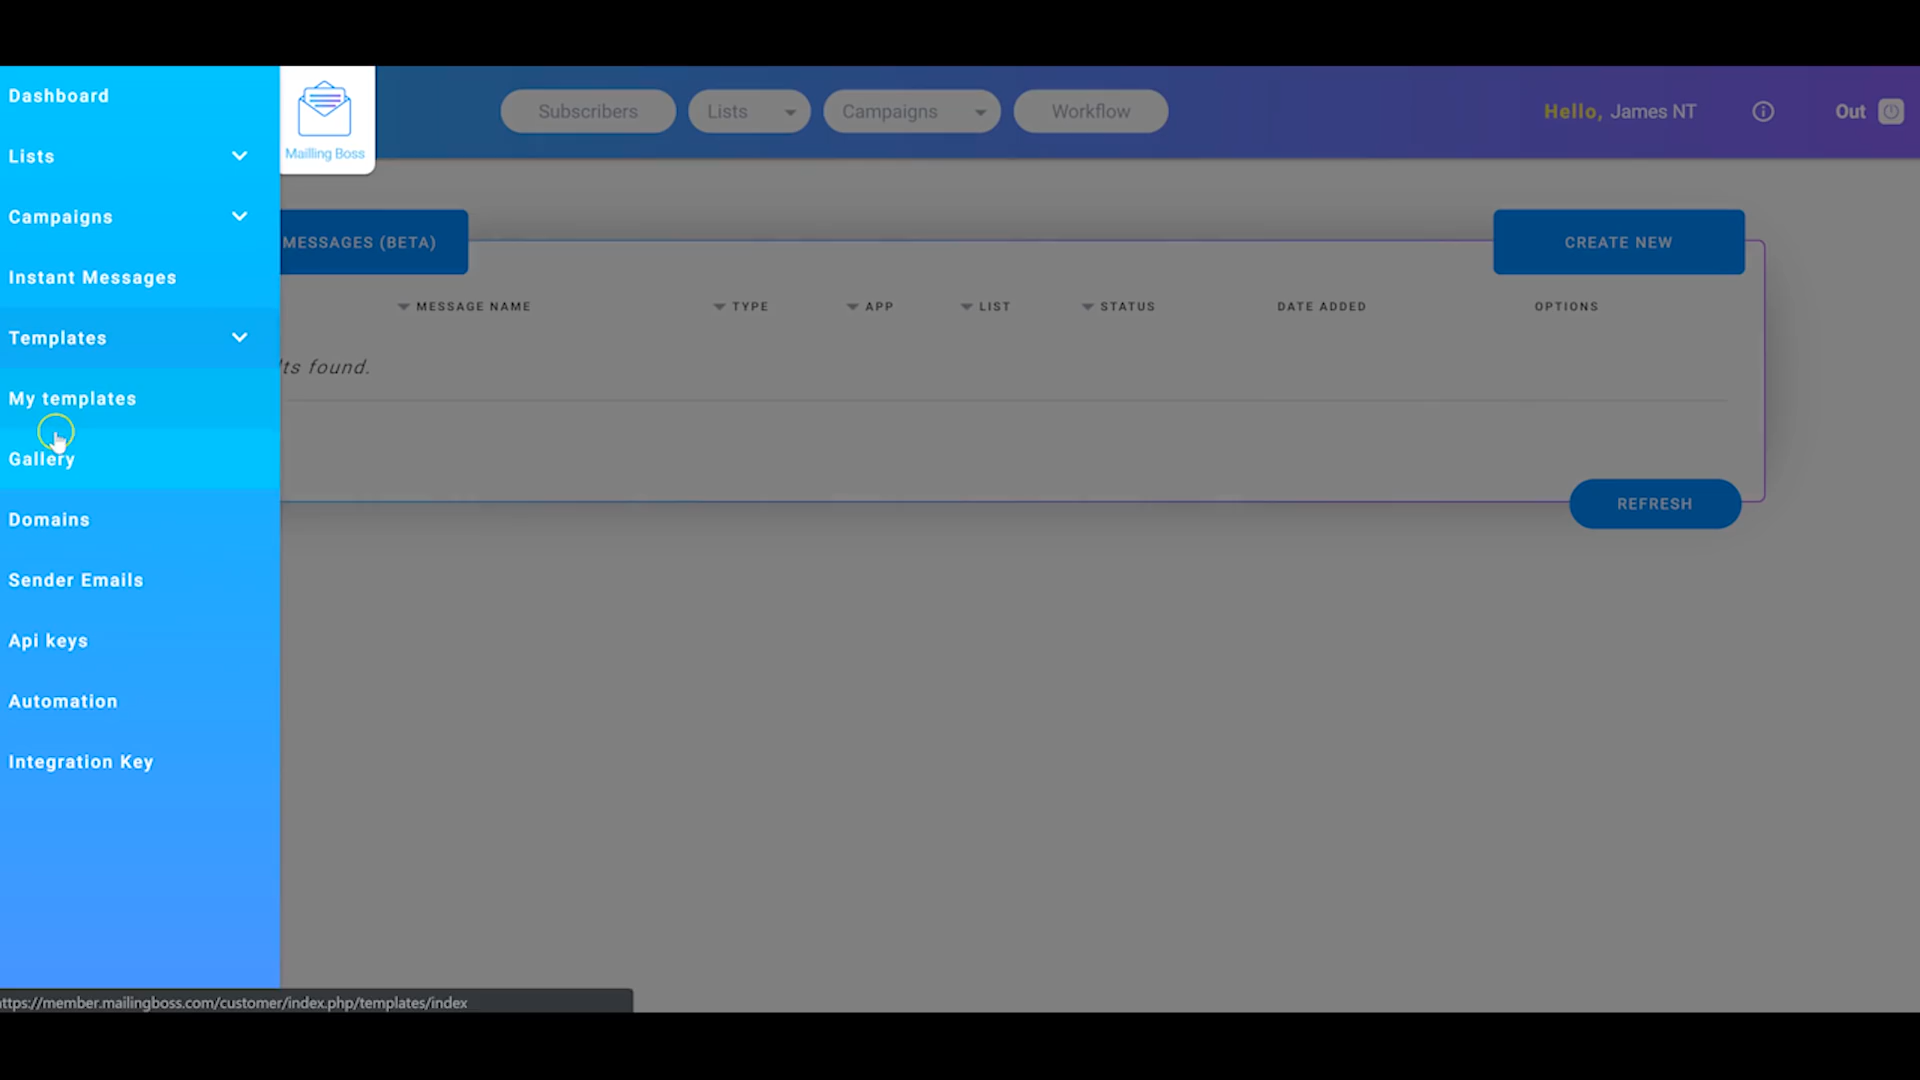 Dashboard
Lists
Campaigns
Instant Messages
Templates
My templates
Gallery
Domains
Sender Emails
Api keys
Automation
Integration Key
Mailling Boss
Subscribers
Lists
Campaigns
Workflow
Hello, James NT
Out
MESSAGES (BETA)
CREATE NEW
MESSAGE NAME TYPE APP LIST STATUS DATE ADDED OPTIONS
lts found.
REFRESH
ttps://member.mailingboss.com/customer/index.php/templates/index